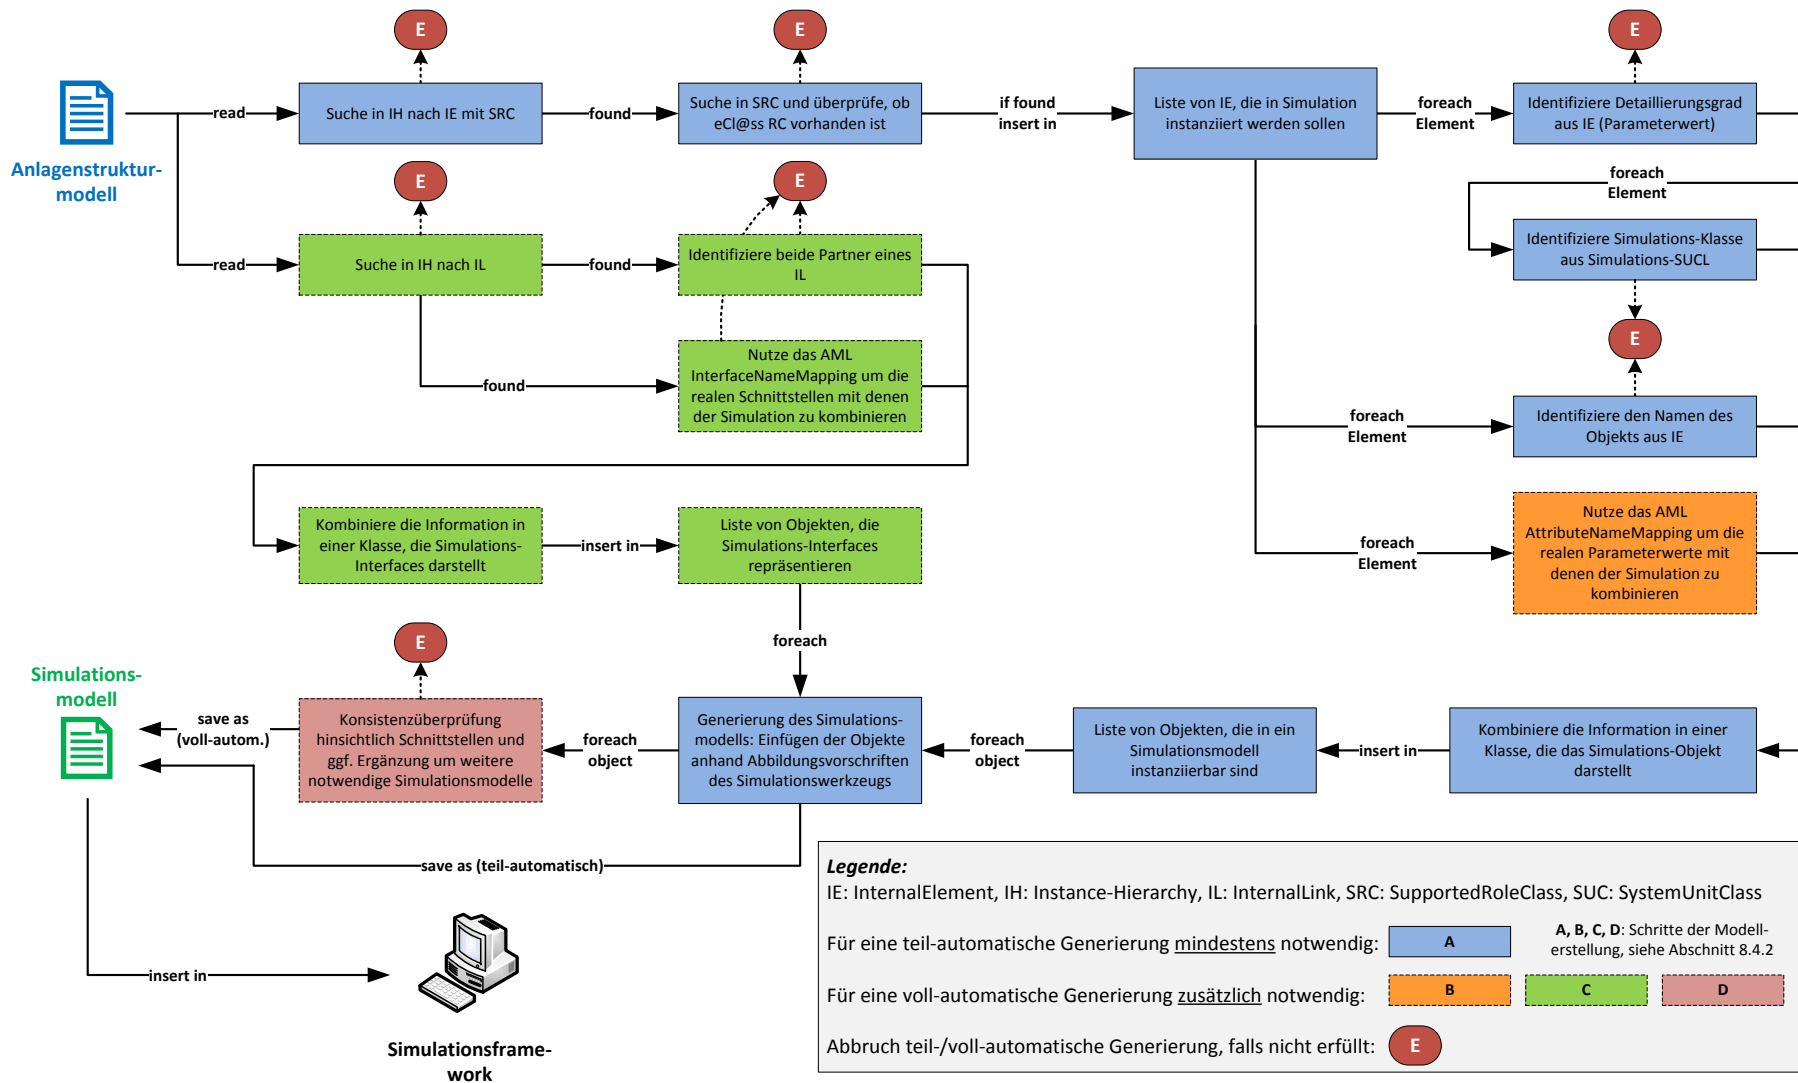 E
E
E
Anlagenstruktur-
modell
read
Suche in IH nach IE mit SRC
found
Suche in SRC und überprüfe, ob
eCl@ss RC vorhanden ist
if found
insert in
Liste von IE, die in Simulation
instanziiert werden sollen
foreach
Element
Identifiziere Detaillierungsgrad
aus IE (Parameterwert)
E
E
foreach
Element
read
Suche in IH nach IL
found
Identifiziere beide Partner eines
IL
Identifiziere Simulations-Klasse
aus Simulations-SUCL
E
found
Nutze das AML
InterfaceNameMapping um die
realen Schnittstellen mit denen
der Simulation zu kombinieren
foreach
Element
Identifiziere den Namen des
Objekts aus IE
Kombiniere die Information in
einer Klasse, die Simulations-
Interfaces darstellt
insert in
Liste von Objekten, die
Simulations-Interfaces
repräsentieren
foreach
Element
Nutze das AML
AttributeNameMapping um die
realen Parameterwerte mit
denen der Simulation zu
kombinieren
foreach
E
Simulations-
modell
save as
(voll-autom.)
Konsistenzüberprüfung
hinsichtlich Schnittstellen und
ggf. Ergänzung um weitere
notwendige Simulationsmodelle
foreach
object
Generierung des Simulations-
modells: Einfügen der Objekte
anhand Abbildungsvorschriften
des Simulationswerkzeugs
foreach
object
Liste von Objekten, die in ein
Simulationsmodell
instanziierbar sind
insert in
Kombiniere die Information in einer
Klasse, die das Simulations-Objekt
darstellt
save as (teil-automatisch)
insert in
Simulationsframe-
work
Legende:
IE: InternalElement, IH: Instance-Hierarchy, IL: InternalLink, SRC: SupportedRoleClass, SUC: SystemUnitClass
Für eine teil-automatische Generierung mindestens notwendig:
A
A, B, C, D: Schritte der Modell-
erstellung, siehe Abschnitt 8.4.2
Für eine voll-automatische Generierung zusätzlich notwendig:
B
C
D
Abbruch teil-/voll-automatische Generierung, falls nicht erfüllt:
E